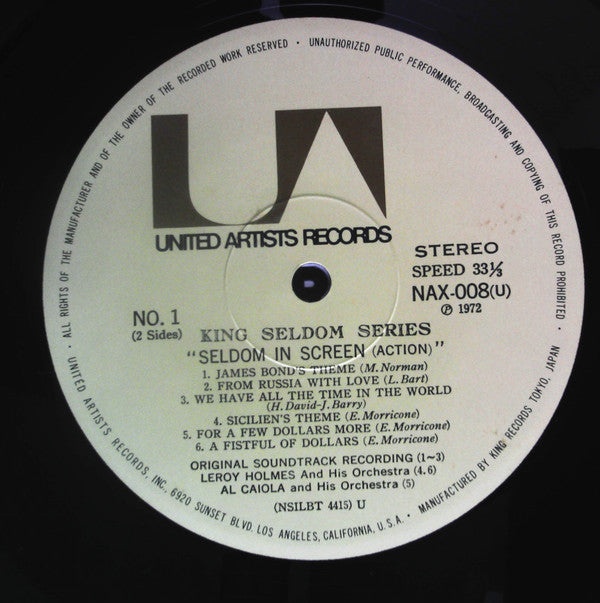 · ALL RIGHTS OF THE MANUFACTURER AND OF THE OWNER OF THE RECORDED WORK RESERVED · UNAUTHORIZED PUBLIC PERFORMANCE, BROADCASTING AND COPYING OF THIS RECORD PROHIBITED ·
UA
UNITED ARTISTS RECORDS
STEREO
SPEED 33⅓
NAX-008(U)
Ⓟ 1972
NO. 1
(2 Sides)
KING SELDOM SERIES
"SELDOM IN SCREEN (ACTION)"
1. JAMES BOND'S THEME (M. Norman)
2. FROM RUSSIA WITH LOVE (L. Bart)
3. WE HAVE ALL THE TIME IN THE WORLD
(H. David-J. Barry)
4. SICILIEN'S THEME (E. Morricone)
5. FOR A FEW DOLLARS MORE (E. Morricone)
6. A FISTFUL OF DOLLARS (E. Morricone)
ORIGINAL SOUNDTRACK RECORDING (1~3)
LEROY HOLMES And His Orchestra (4. 6)
AL CAIOLA and His Orchestra (5)
(NSILBT 4415) U
UNITED ARTISTS RECORDS, INC., 6920 SUNSET BLVD. LOS ANGELES, CALIFORNIA, U.S.A. · MANUFACTURED BY KING RECORDS TOKYO, JAPAN